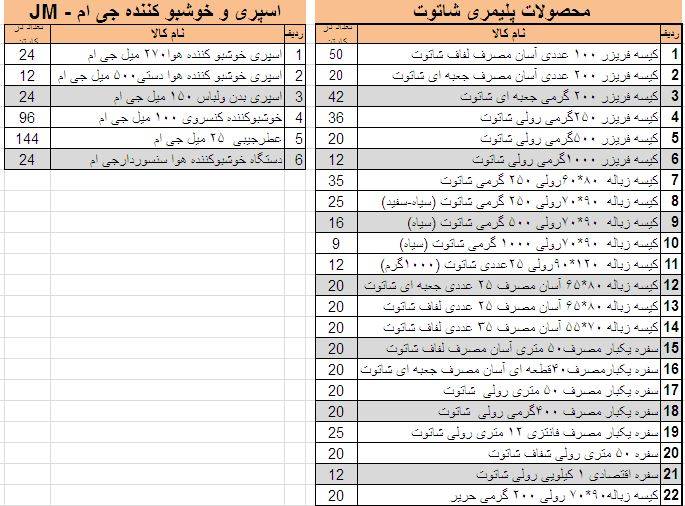 محصولات پلیمری شاتوت
ردیف نام کالا تعداد در کارتن
1 کیسه فریزر ۱۰۰ عددی آسان مصرف لفاف شاتوت 50
2 کیسه فریزر ۲۰۰ عددی آسان مصرف جعبه ای شاتوت 20
3 کیسه فریزر ۲۰۰ گرمی جعبه ای شاتوت 42
4 کیسه فریزر ۲۵۰گرمی رولی شاتوت 36
5 کیسه فریزر ۵۰۰گرمی رولی شاتوت 20
6 کیسه فریزر ۱۰۰۰گرمی رولی شاتوت 12
7 کیسه زباله ۸۰*۶۰رولی ۲۵۰ گرمی شاتوت 35
8 کیسه زباله ۹۰*۷۰رولی ۲۵۰ گرمی شاتوت (سیاه-سفید) 25
9 کیسه زباله ۹۰*۷۰رولی ۵۰۰ گرمی شاتوت (سیاه) 16
10 کیسه زباله ۹۰*۷۰رولی ۱۰۰۰ گرمی شاتوت (سیاه) 9
11 کیسه زباله ۱۲۰*۹۰رولی ۲۵عددی شاتوت (۱۰۰۰گرم) 12
12 کیسه زباله ۸۰*۶۵ آسان مصرف ۲۵ عددی جعبه ای شاتوت 20
13 کیسه زباله ۸۰*۶۵ آسان مصرف ۲۵ عددی لفاف شاتوت 20
14 کیسه زباله ۷۰*۵۵ آسان مصرف ۳۵ عددی لفاف شاتوت 20
15 سفره یکبار مصرف۵۰ متری آسان مصرف لفاف شاتوت 20
16 سفره یکبارمصرف۴۰قطعه ای آسان مصرف جعبه ای شاتوت 20
17 سفره یکبار مصرف ۵۰ متری رولی شاتوت 20
18 سفره یکبار مصرف ۴۰۰گرمی رولی شاتوت 20
19 سفره یکبار مصرف فانتزی ۱۲ متری رولی شاتوت 25
20 سفره ۵۰ متری رولی شفاف شاتوت 20
21 سفره اقتصادی ۱ کیلویی رولی شاتوت 12
22 کیسه زباله۹۰*۷۰ رولی ۲۰۰ گرمی حریر 20
اسپری و خوشبو کننده جی ام - JM
ردیف نام کالا تعداد در کارتن
1 اسپری خوشبو کننده هوا۲۷۰ میل جی ام 24
2 اسپری خوشبو کننده هوا دستی۵۰۰ میل جی ام 12
3 اسپری بدن ولباس ۱۵۰ میل جی ام 24
4 خوشبوکننده کنسروی ۱۰۰ میل جی ام 96
5 عطرجیبی ۲۵ میل جی ام 144
6 دستگاه خوشبوکننده هوا سنسوردارجی ام 24